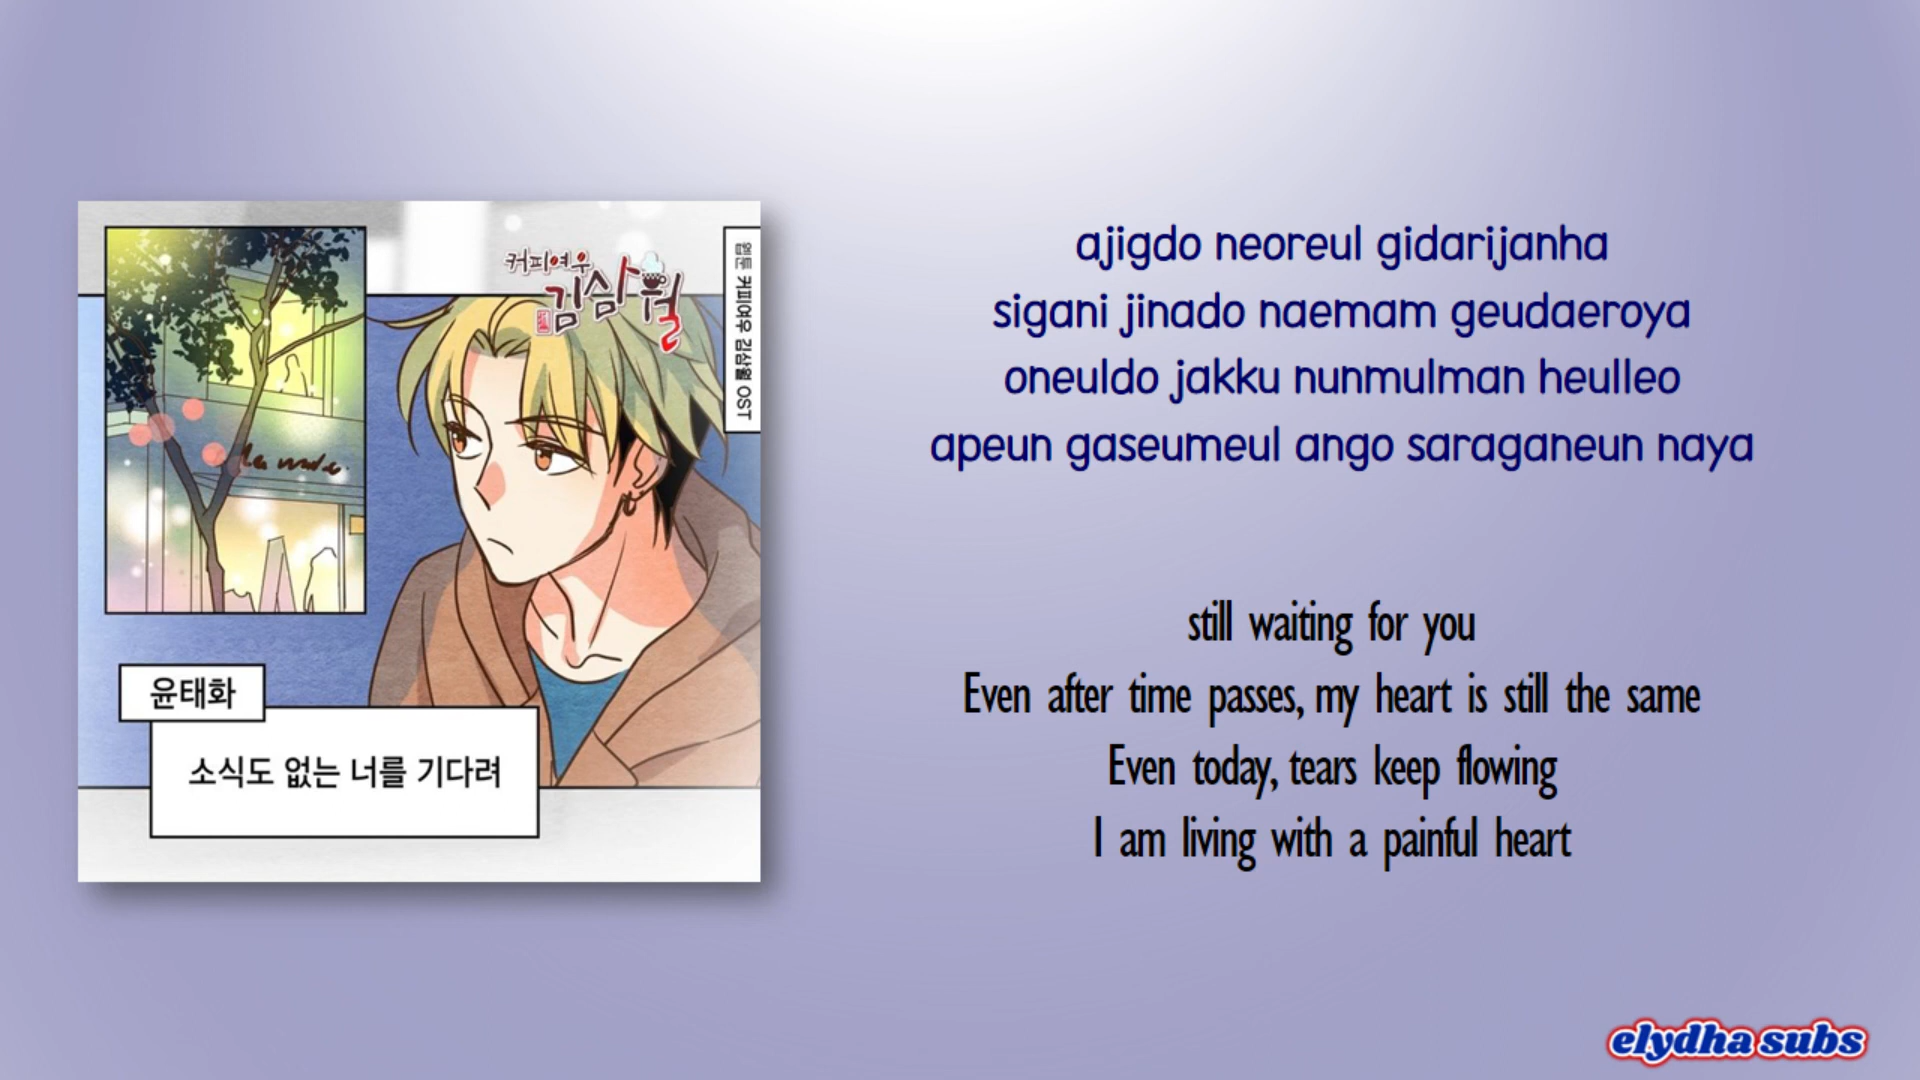 커피여우
김삼월
웹툰 커피여우 김삼월 OST
윤태화
소식도 없는 너를 기다려
ajigdo neoreul gidarijanha
sigani jinado naemam geudaeroya
oneuldo jakku nunmulman heulleo
apeun gaseumeul ango saraganeun naya
still waiting for you
Even after time passes, my heart is still the same
Even today, tears keep flowing
I am living with a painful heart
elydha subs